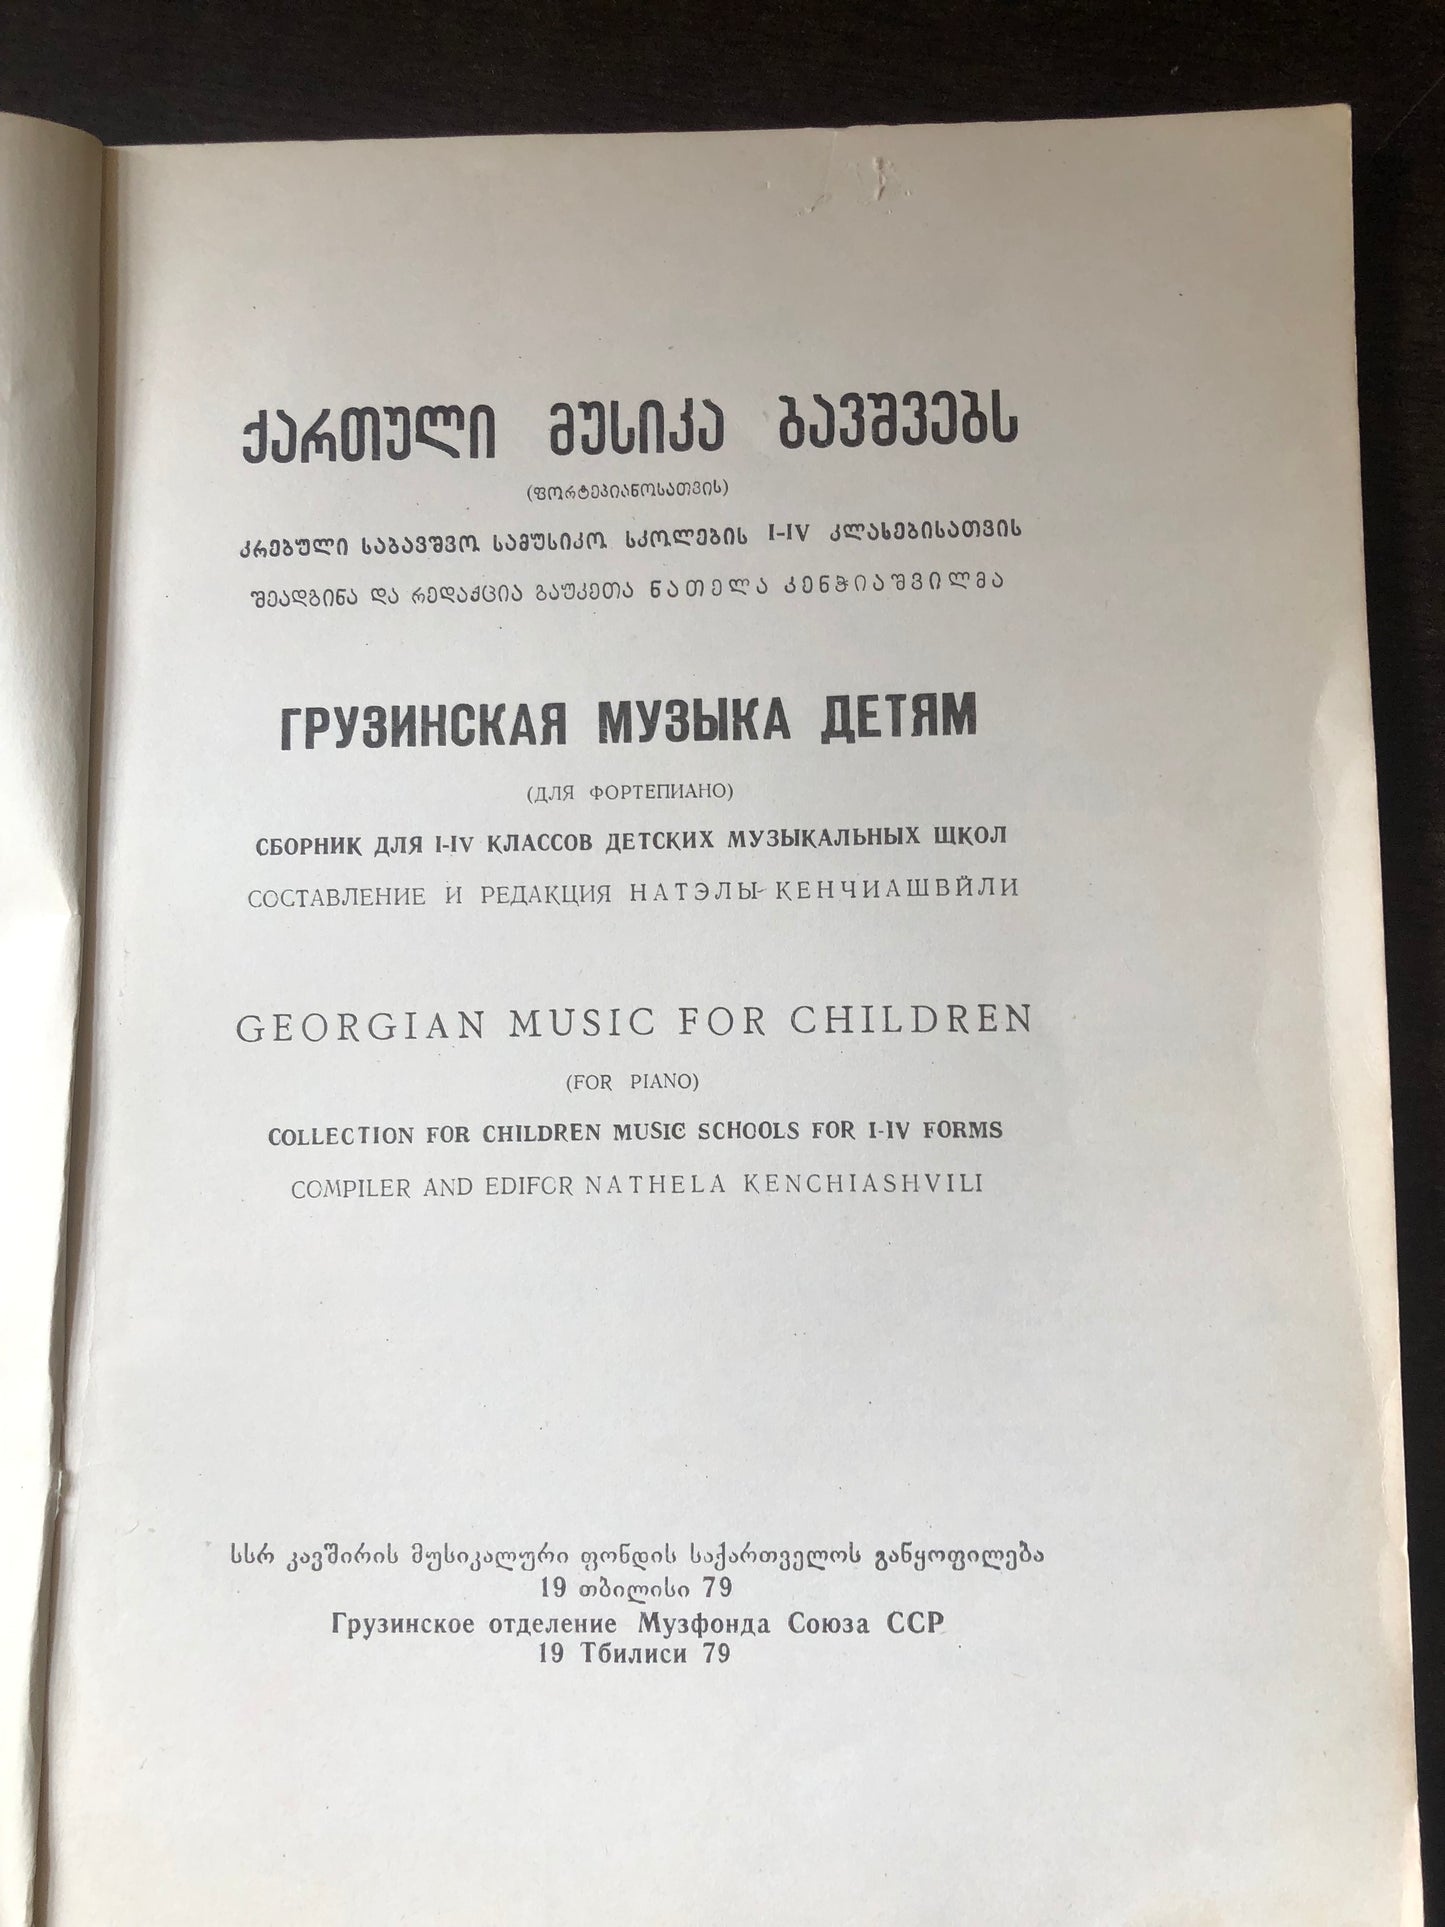 ქართული მუსიკა ბავშვებს
(ფორტეპიანოსათვის)
კრებული საბავშვო სამუსიკო სკოლების I-IV კლასებისათვის
შეადგინა და რედაქცია გაუკეთა ნათელა კენჭიაშვილმა
ГРУЗИНСКАЯ МУЗЫКА ДЕТЯМ
(ДЛЯ ФОРТЕПИАНО)
СБОРНИК ДЛЯ I-IV КЛАССОВ ДЕТСКИХ МУЗЫКАЛЬНЫХ ЩКОЛ
СОСТАВЛЕНИЕ И РЕДАКЦИЯ НАТЭЛЫ КЕНЧИАШВЙЛИ
GEORGIAN MUSIC FOR CHILDREN
(FOR PIANO)
COLLECTION FOR CHILDREN MUSIC SCHOOLS FOR I-IV FORMS
COMPILER AND EDIFOR NATHELA KENCHIASHVILI
სსრ კავშირის მუსიკალური ფონდის საქართველოს განყოფილება
19 თბილისი 79
Грузинское отделение Музфонда Союза ССР
19 Тбилиси 79